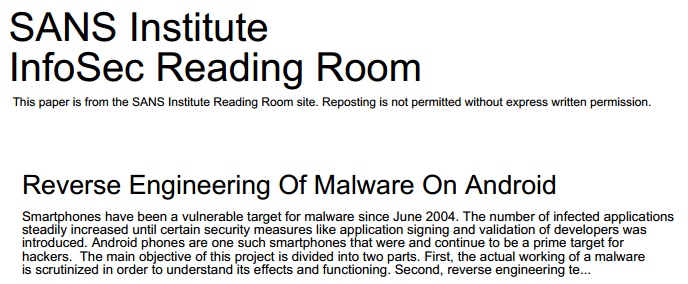 SANS Institute
InfoSec Reading Room
This paper is from the SANS Institute Reading Room site. Reposting is not permitted without express written permission.
Reverse Engineering Of Malware On Android
Smartphones have been a vulnerable target for malware since June 2004. The number of infected applications
steadily increased until certain security measures like application signing and validation of developers was
introduced. Android phones are one such smartphones that were and continue to be a prime target for
hackers.  The main objective of this project is divided into two parts. First, the actual working of a malware
is scrutinized in order to understand its effects and functioning. Second, reverse engineering te...